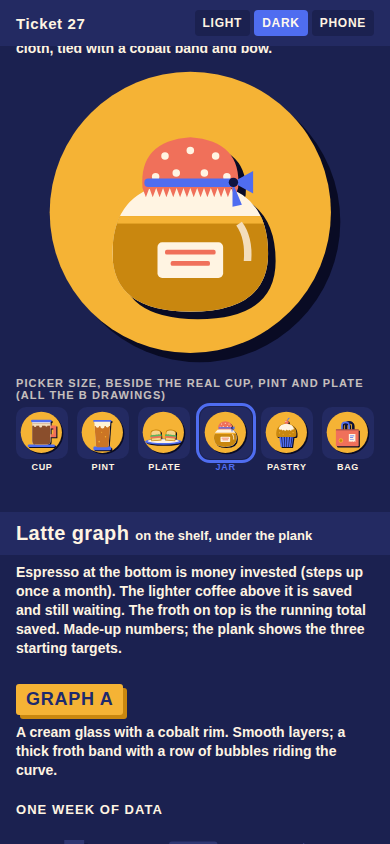 Ticket 27
LIGHT DARK PHONE
cloth, tied with a cobalt band and bow.
PICKER SIZE, BESIDE THE REAL CUP, PINT AND PLATE
(ALL THE B DRAWINGS)
CUP PINT PLATE JAR PASTRY BAG
Latte graph on the shelf, under the plank
Espresso at the bottom is money invested (steps up
once a month). The lighter coffee above it is saved
and still waiting. The froth on top is the running total
saved. Made-up numbers; the plank shows the three
starting targets.
GRAPH A
A cream glass with a cobalt rim. Smooth layers; a
thick froth band with a row of bubbles riding the
curve.
ONE WEEK OF DATA